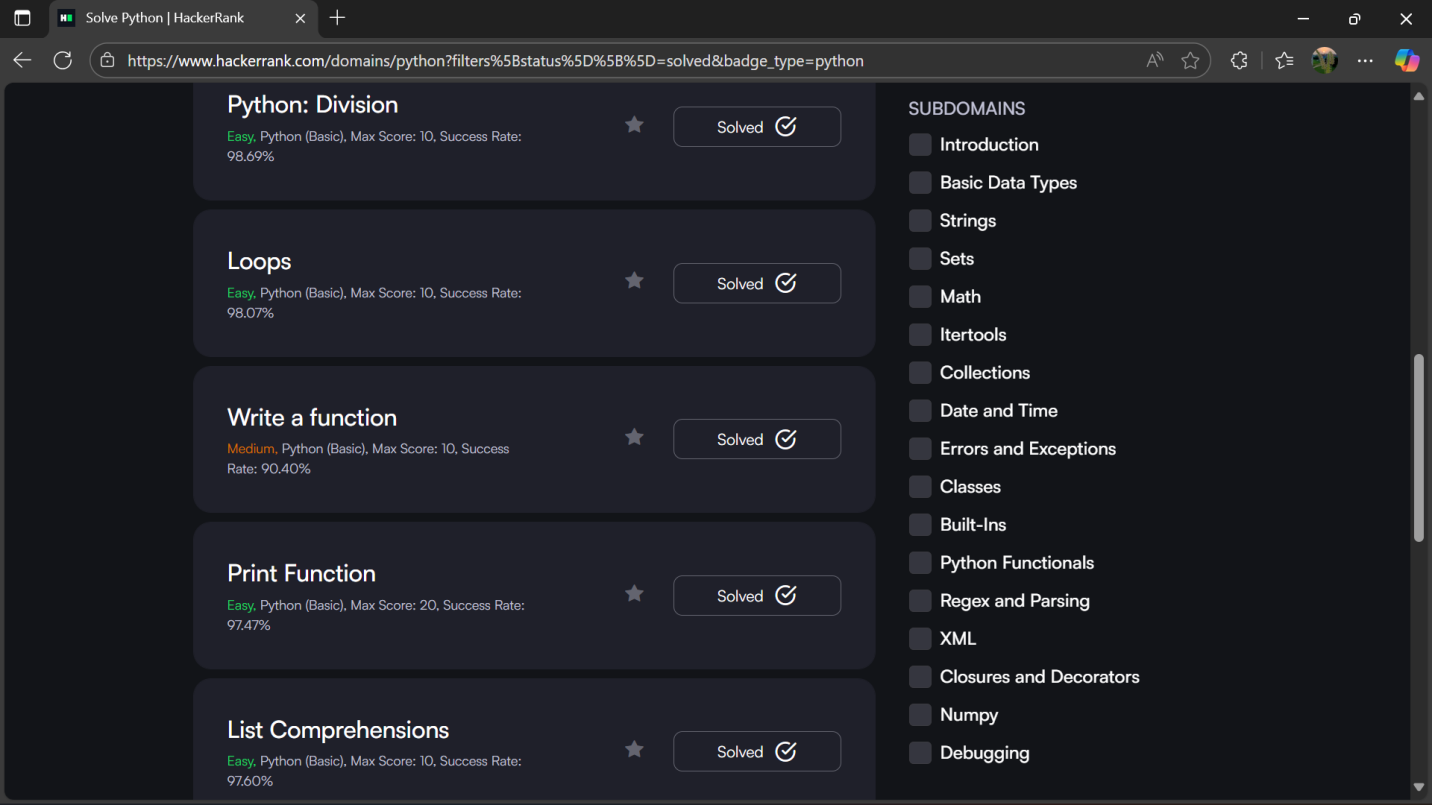 Solve Python | HackerRank
https://www.hackerrank.com/domains/python?filters%5Bstatus%5D%5B%5D=solved&badge_type=python
Python: Division
Easy, Python (Basic), Max Score: 10, Success Rate:
98.69%
Solved
Loops
Easy, Python (Basic), Max Score: 10, Success Rate:
98.07%
Solved
Write a function
Medium, Python (Basic), Max Score: 10, Success
Rate: 90.40%
Solved
Print Function
Easy, Python (Basic), Max Score: 20, Success Rate:
97.47%
Solved
List Comprehensions
Easy, Python (Basic), Max Score: 10, Success Rate:
97.60%
Solved
SUBDOMAINS
Introduction
Basic Data Types
Strings
Sets
Math
Itertools
Collections
Date and Time
Errors and Exceptions
Classes
Built-Ins
Python Functionals
Regex and Parsing
XML
Closures and Decorators
Numpy
Debugging